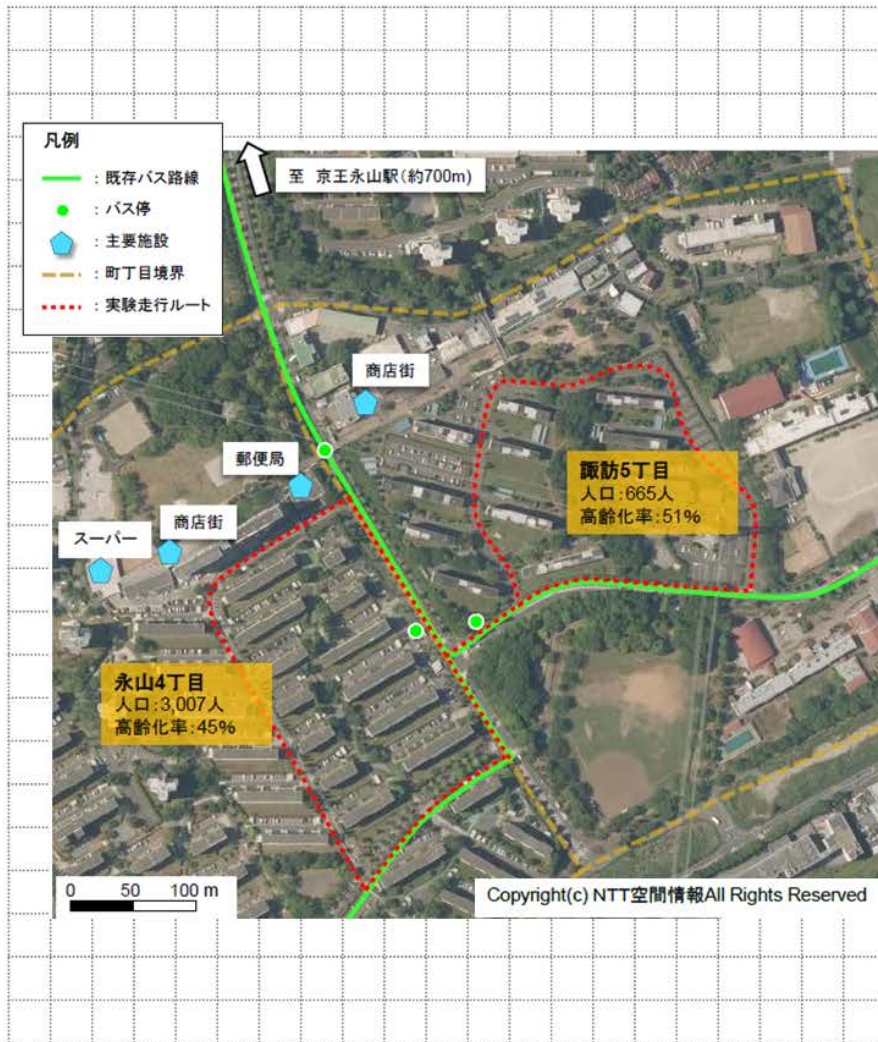 凡例
：既存バス路線
：バス停
：主要施設
：町丁目境界
：実験走行ルート
至 京王永山駅（約700m）
商店街
郵便局
商店街
スーパー
諏訪5丁目
人口：665人
高齢化率：51%
永山4丁目
人口：3,007人
高齢化率：45%
0 50 100 m
Copyright(c) NTT空間情報All Rights Reserved